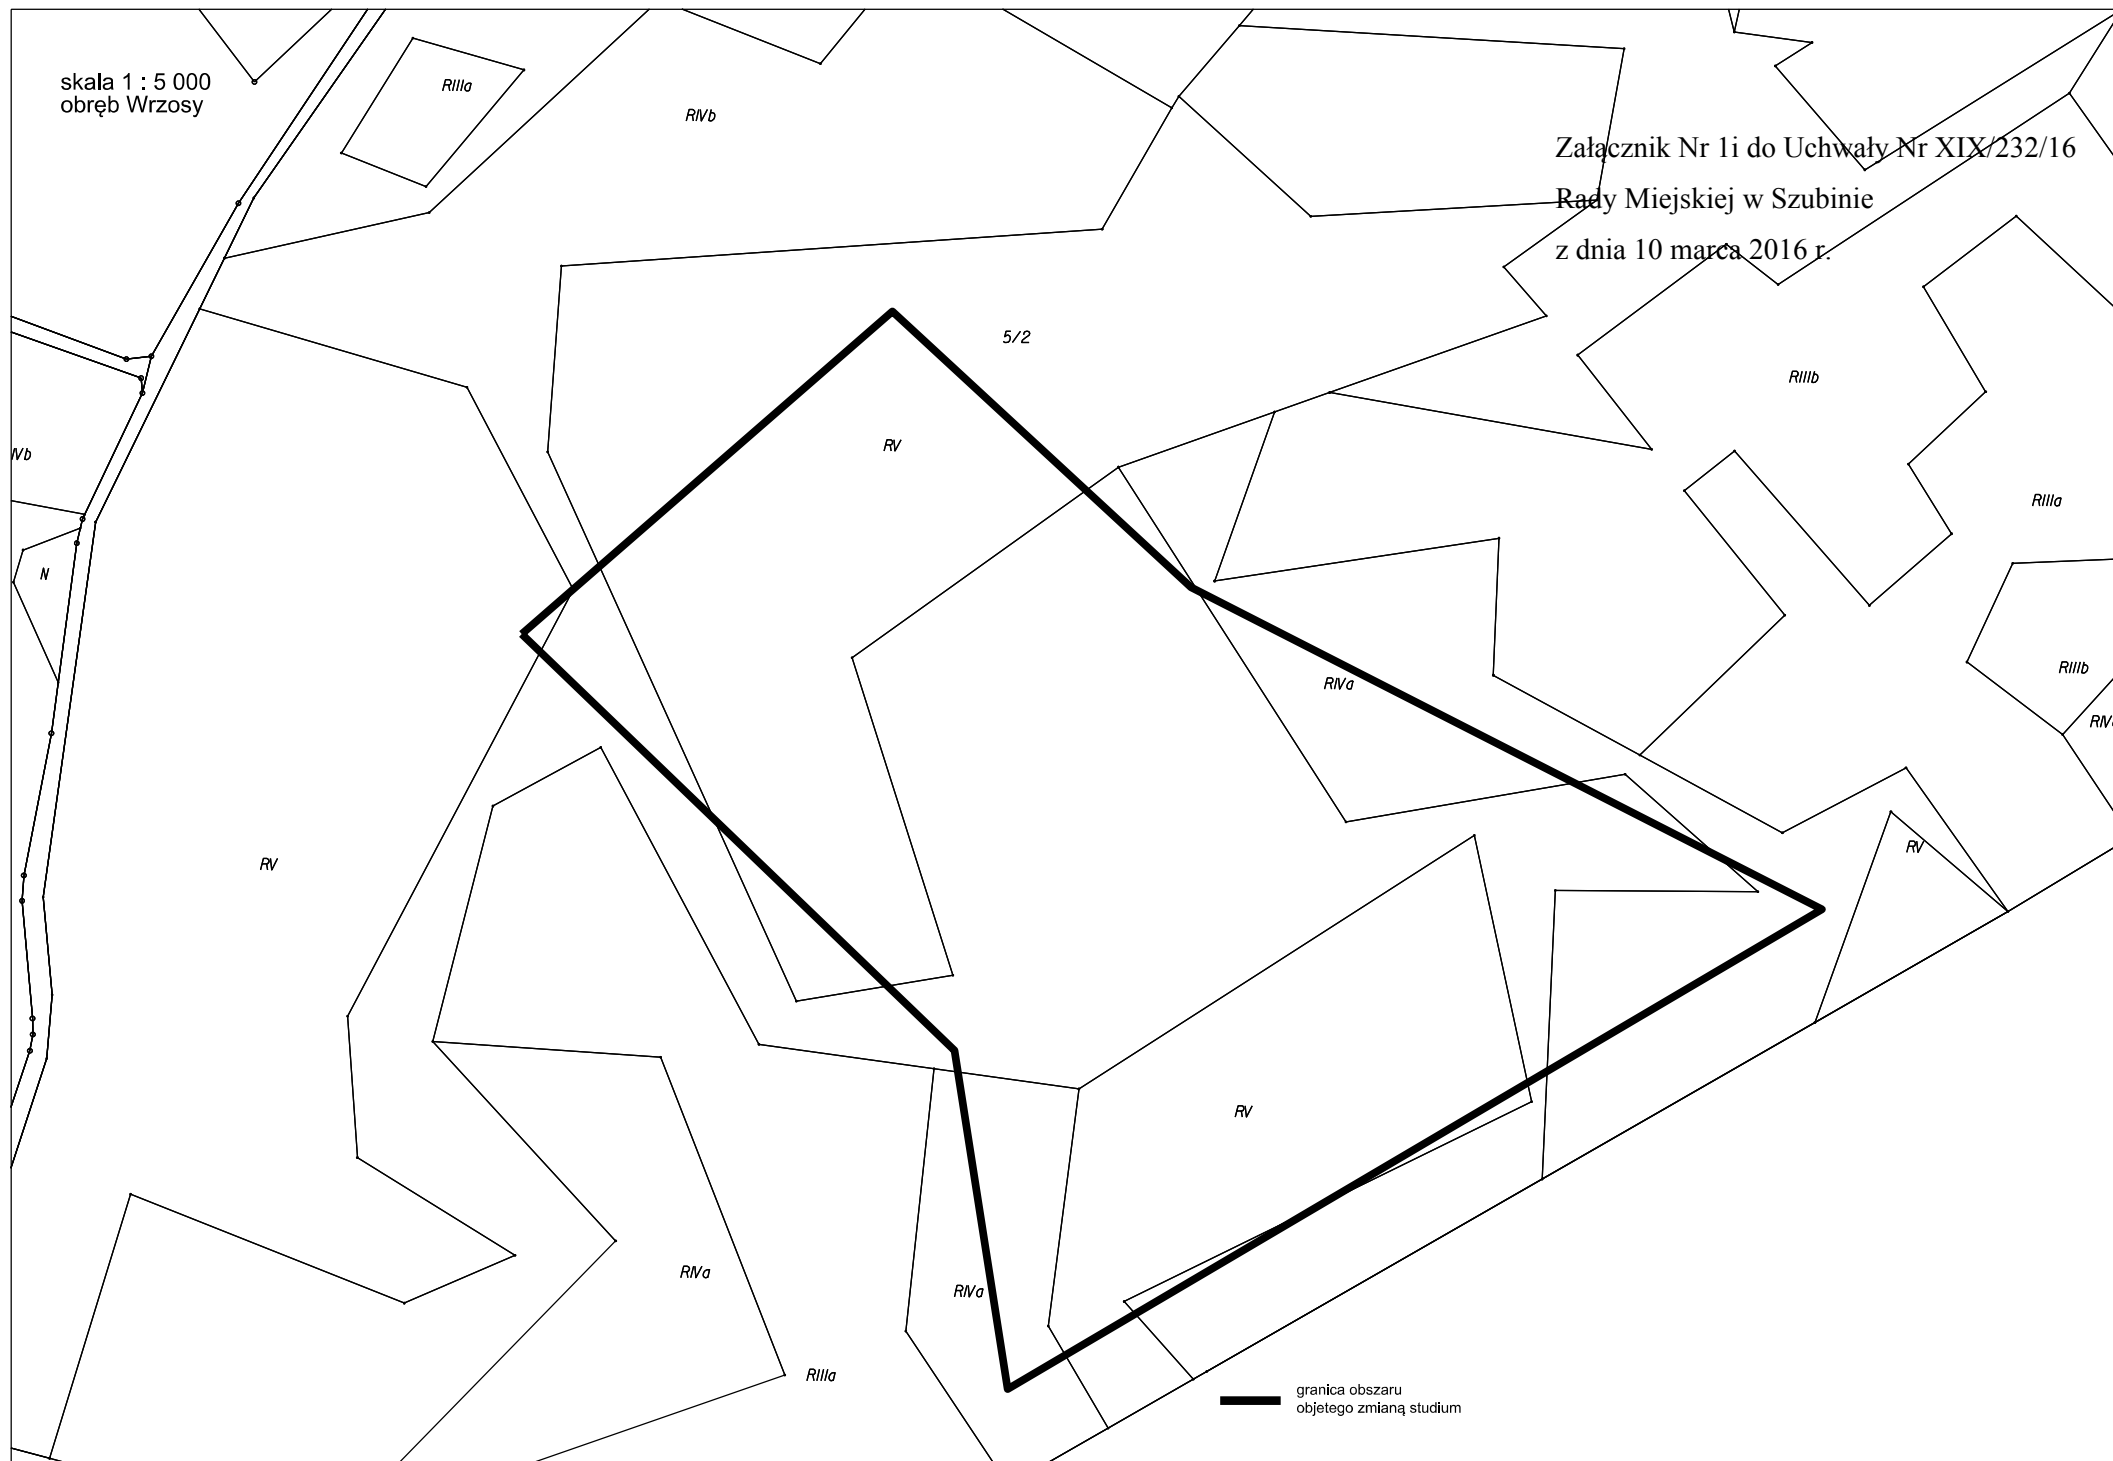 skala 1 : 5 000
obręb Wrzosy
RIIIa
RIVb
Załącznik Nr 1i do Uchwały Nr XIX/232/16
Rady Miejskiej w Szubinie
z dnia 10 marca 2016 r.
5/2
RIIIb
RV
IVb
RIIIa
N
RIIIb
RIVa
RIV
RV
RV
RV
RIVa
RIVa
RIIIa
granica obszaru
objetego zmianą studium